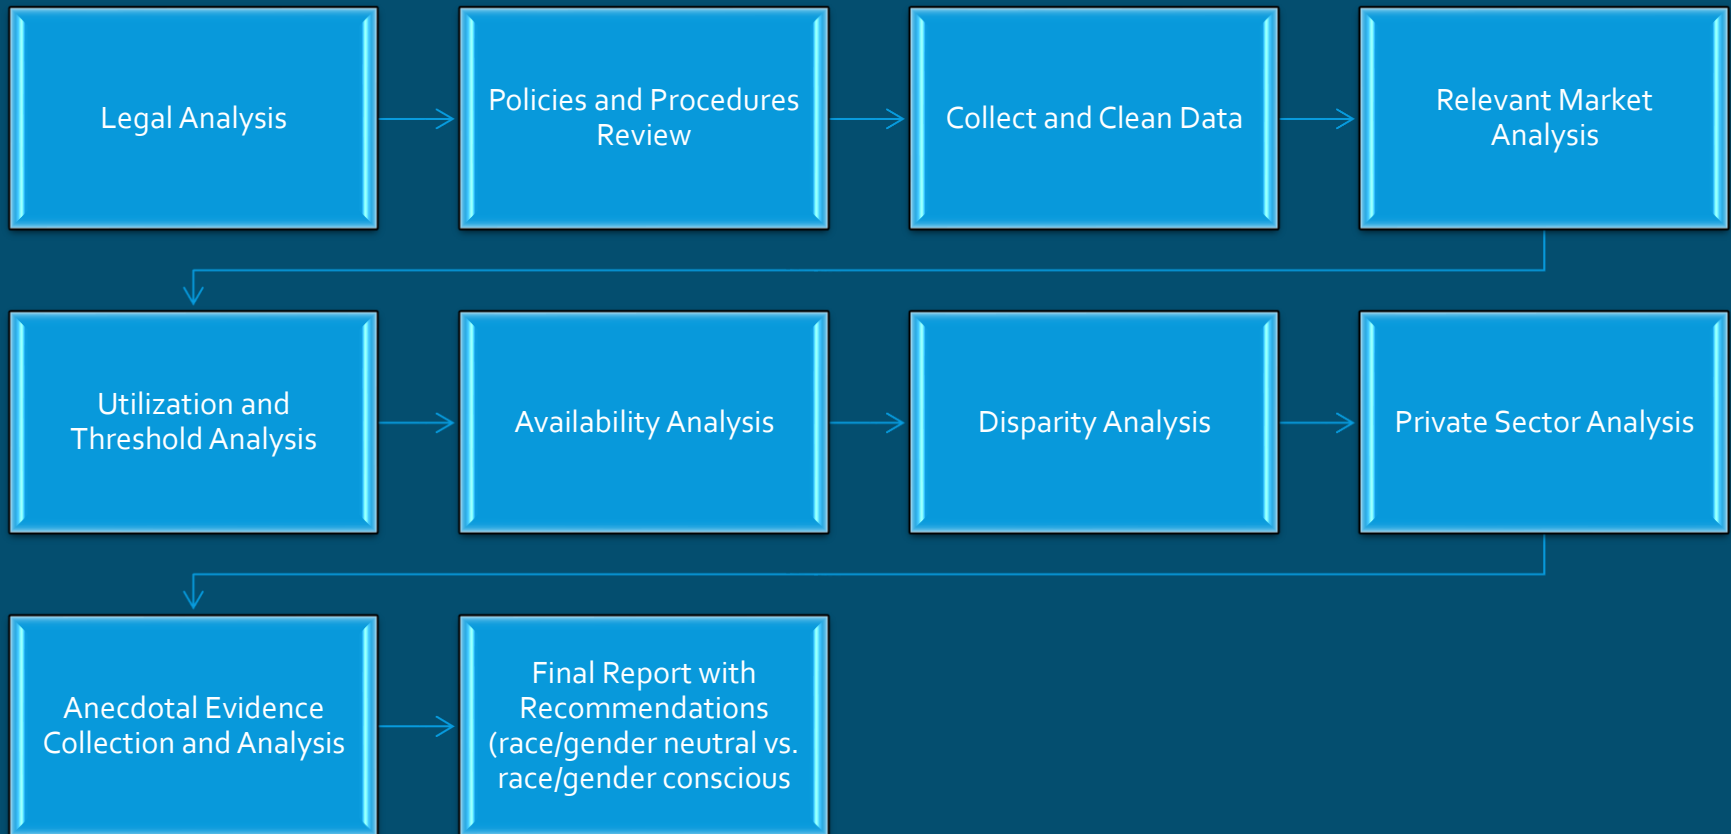 Legal Analysis
Policies and Procedures
Review
Collect and Clean Data
Relevant Market
Analysis
Utilization and
Threshold Analysis
Availability Analysis
Disparity Analysis
Private Sector Analysis
Anecdotal Evidence
Collection and Analysis
Final Report with
Recommendations
(race/gender neutral vs.
race/gender conscious